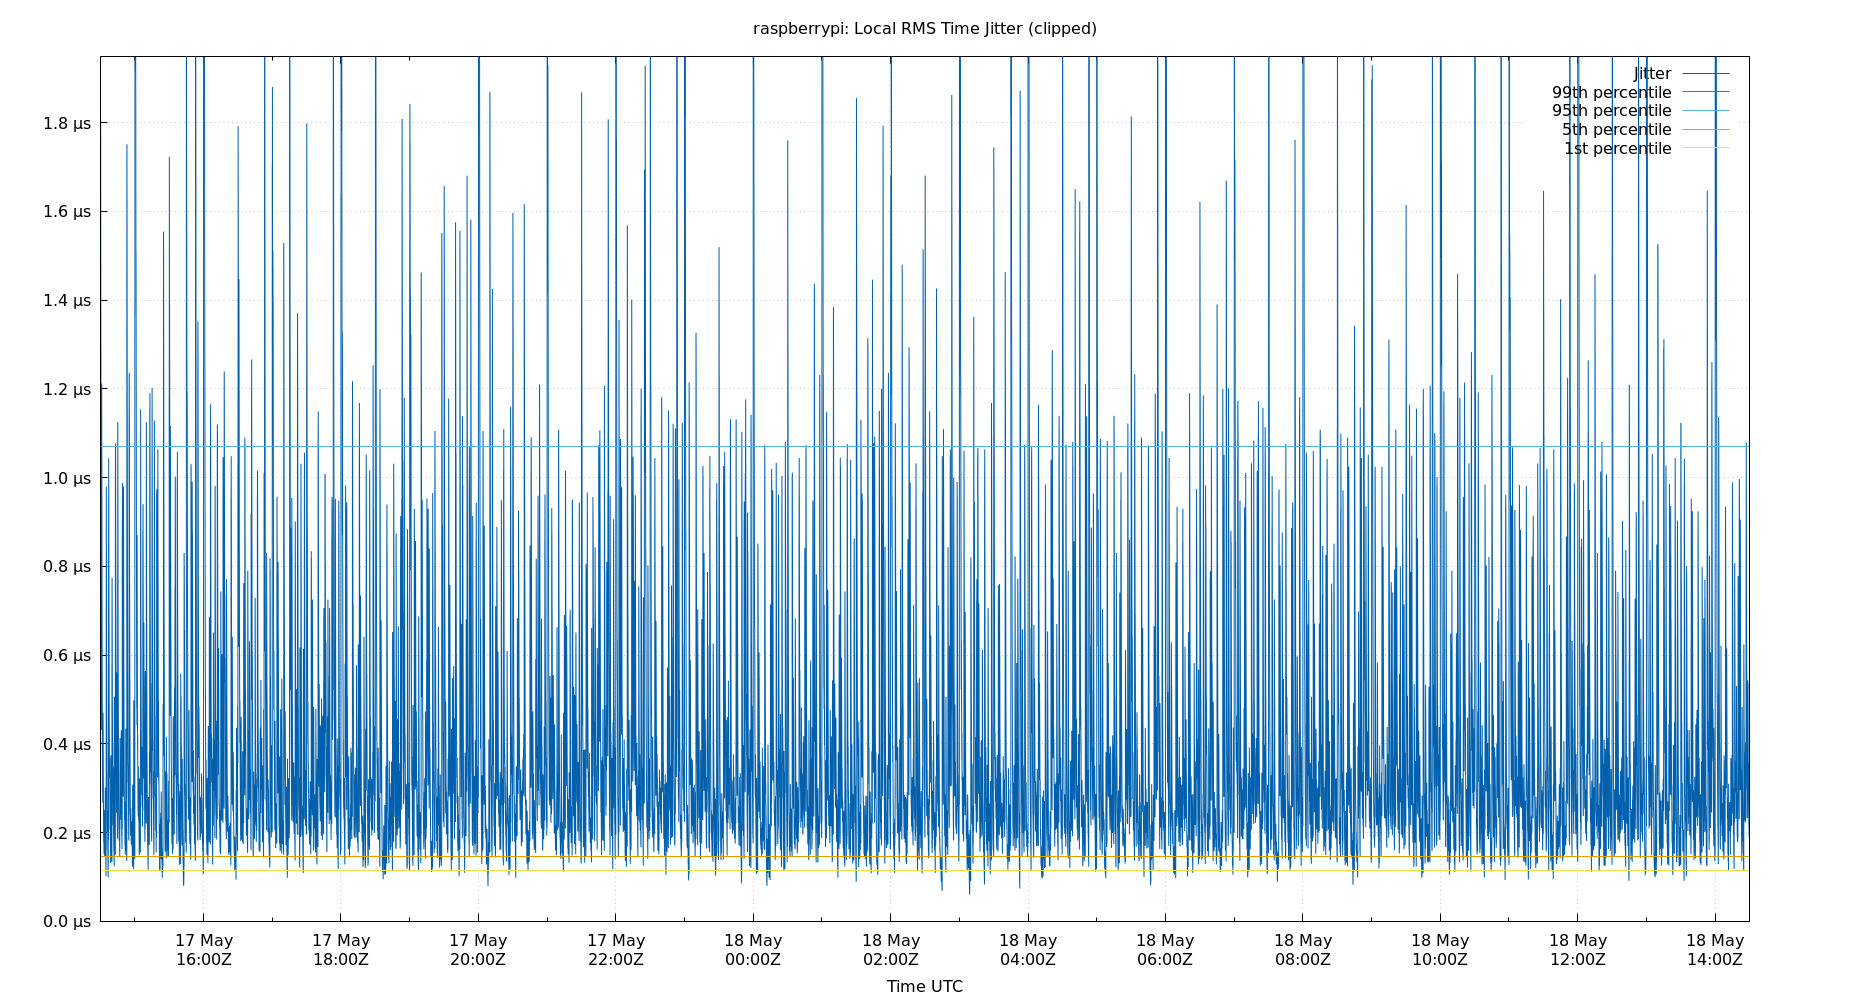 raspberrypi: Local RMS Time Jitter (clipped)
Jitter
99th percentile
95th percentile
5th percentile
1st percentile
1.8 µs
1.6 µs
1.4 µs
1.2 µs
1.0 µs
0.8 µs
0.6 µs
0.4 µs
0.2 µs
0.0 µs
17 May 17 May 17 May 17 May 18 May 18 May 18 May 18 May 18 May 18 May 18 May 18 May
16:00Z 18:00Z 20:00Z 22:00Z 00:00Z 02:00Z 04:00Z 06:00Z 08:00Z 10:00Z 12:00Z 14:00Z
Time UTC